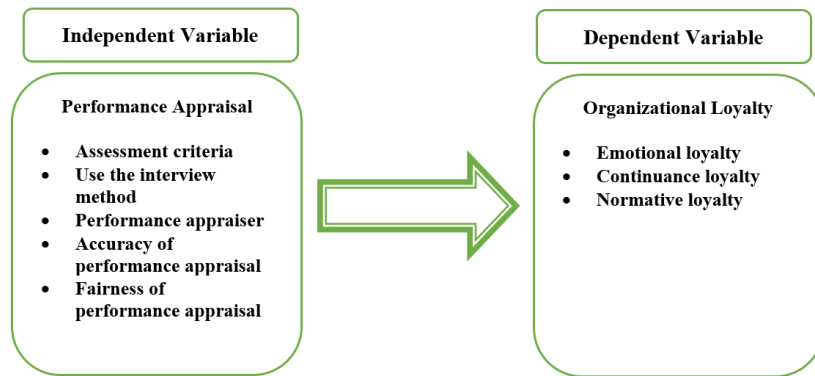 Independent Variable
Performance Appraisal
• Assessment criteria
• Use the interview
method
• Performance appraiser
• Accuracy of
performance appraisal
• Fairness of
performance appraisal
Dependent Variable
Organizational Loyalty
• Emotional loyalty
• Continuance loyalty
• Normative loyalty